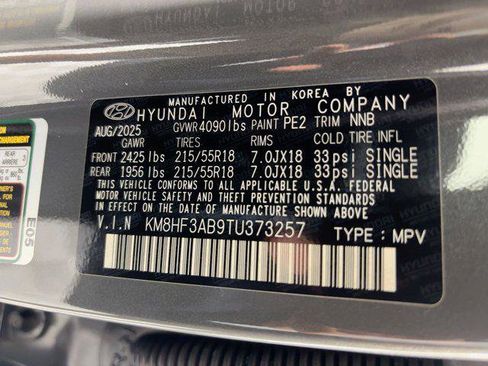 MANUFACTURED IN KOREA BY
HYUNDAI MOTOR COMPANY
AUG/2025 GVWR 4090 lbs PAINT PE2 TRIM NNB
GAWR TIRES RIMS COLD TIRE INFL
FRONT 2425 lbs 215/55R18 7.0JX18 33psi SINGLE
REAR 1956 lbs 215/55R18 7.0JX18 33psi SINGLE
THIS VEHICLE CONFORMS TO ALL APPLICABLE U.S.A. FEDERAL
MOTOR VEHICLE SAFETY AND THEFT PREVENTION STANDARDS
IN EFFECT ON THE DATE OF MANUFACTURE SHOWN ABOVE.
V.I.N KM8HF3AB9TU373257 TYPE : MPV
REAR
ARRIERE
E05